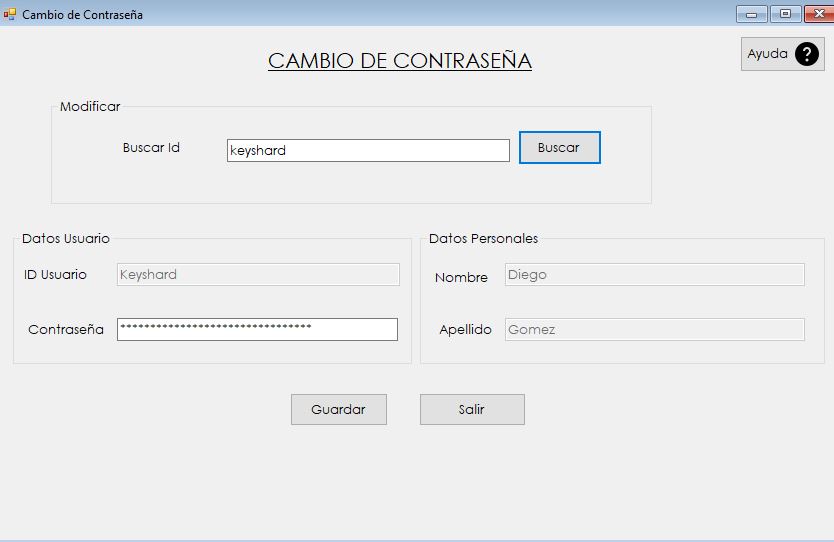 Cambio de Contraseña
CAMBIO DE CONTRASEÑA
Ayuda ?
Modificar
Buscar Id keyshard Buscar
Datos Usuario
ID Usuario Keyshard
Contraseña ********************************
Datos Personales
Nombre Diego
Apellido Gomez
Guardar Salir